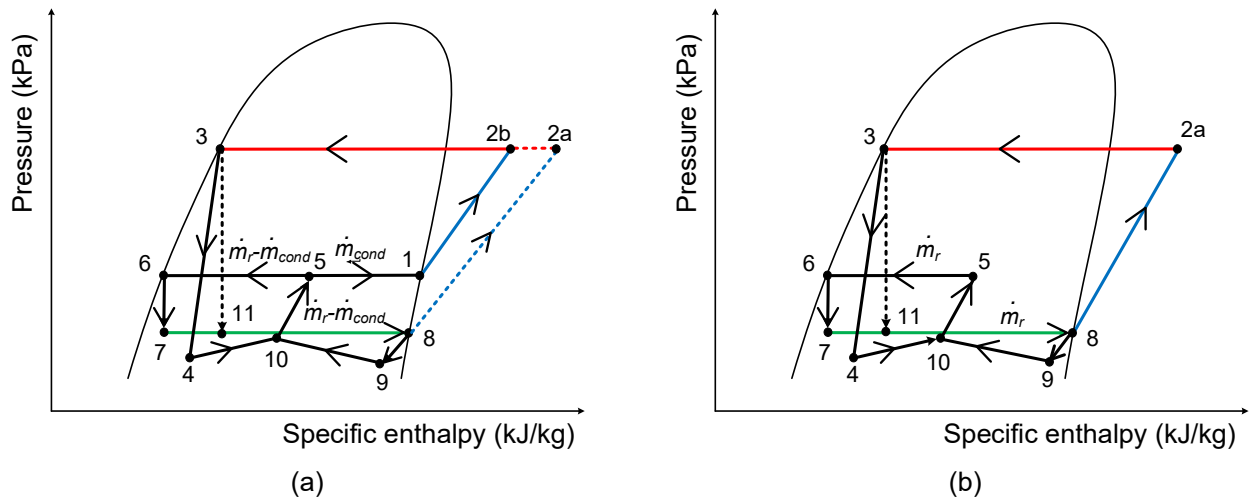 Pressure (kPa)
3
2b
2a
ṁr-ṁcond
ṁcond
6
5
1
ṁr-ṁcond
11
7
4
10
9
8
Specific enthalpy (kJ/kg)
(a)
Pressure (kPa)
3
2a
ṁr
6
5
11
ṁr
7
4
10
9
8
Specific enthalpy (kJ/kg)
(b)